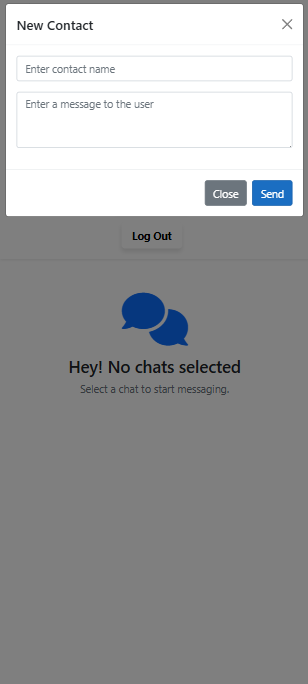 New Contact
Enter contact name
Enter a message to the user
Close Send
Log Out
Hey! No chats selected
Select a chat to start messaging.